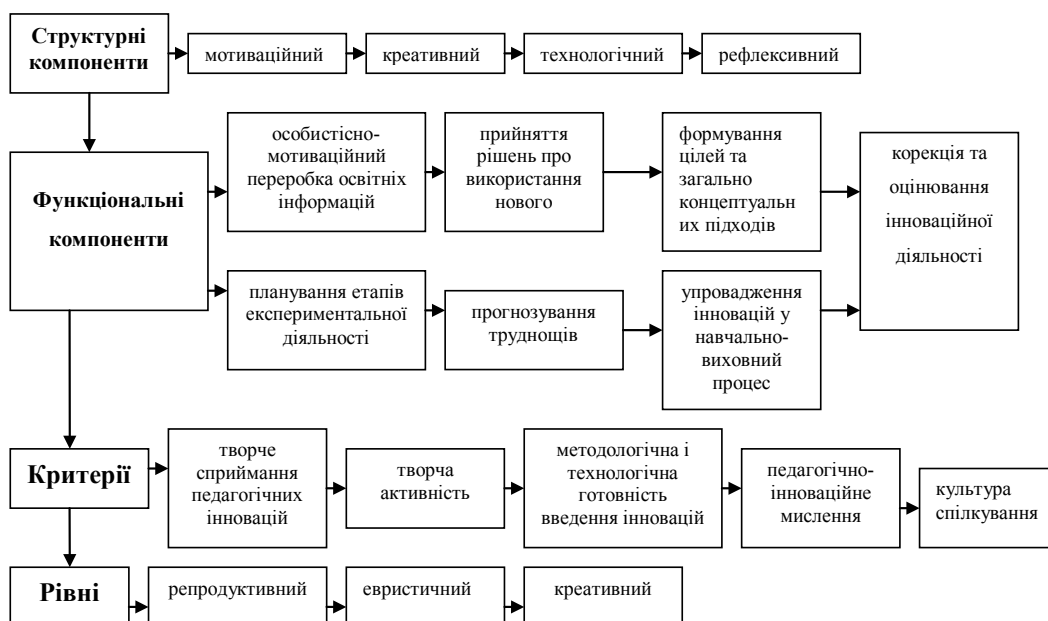 Структурні
компоненти
мотиваційний
креативний
технологічний
рефлексивний
Функціональні
компоненти
особистісно-
мотиваційний
переробка освітніх
інформацій
прийняття
рішень про
використання
нового
формування
цілей та
загально
концептуальн
их підходів
корекція та
оцінювання
інноваційної
діяльності
планування етапів
експериментальної
діяльності
прогнозування
труднощів
упровадження
інновацій у
навчально-
виховний
процес
Критерії
творче
сприймання
педагогічних
інновацій
творча
активність
методологічна і
технологічна
готовність
введення інновацій
педагогічно-
інноваційне
мислення
культура
спілкування
Рівні
репродуктивний
евристичний
креативний